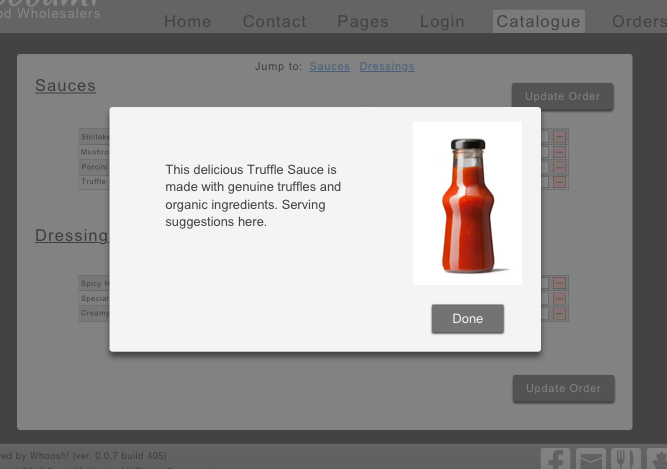 od Wholesalers
Home Contact Pages Login Catalogue Orders
Jump to: Sauces Dressings
Sauces
Update Order
Shiitake
Mushro
Porcini
Truffle
This delicious Truffle Sauce is
made with genuine truffles and
organic ingredients. Serving
suggestions here.
Dressing
Spicy H
Special
Creamy
Done
Update Order
red by Whoosh! (ver. 0.0.7 build 405)